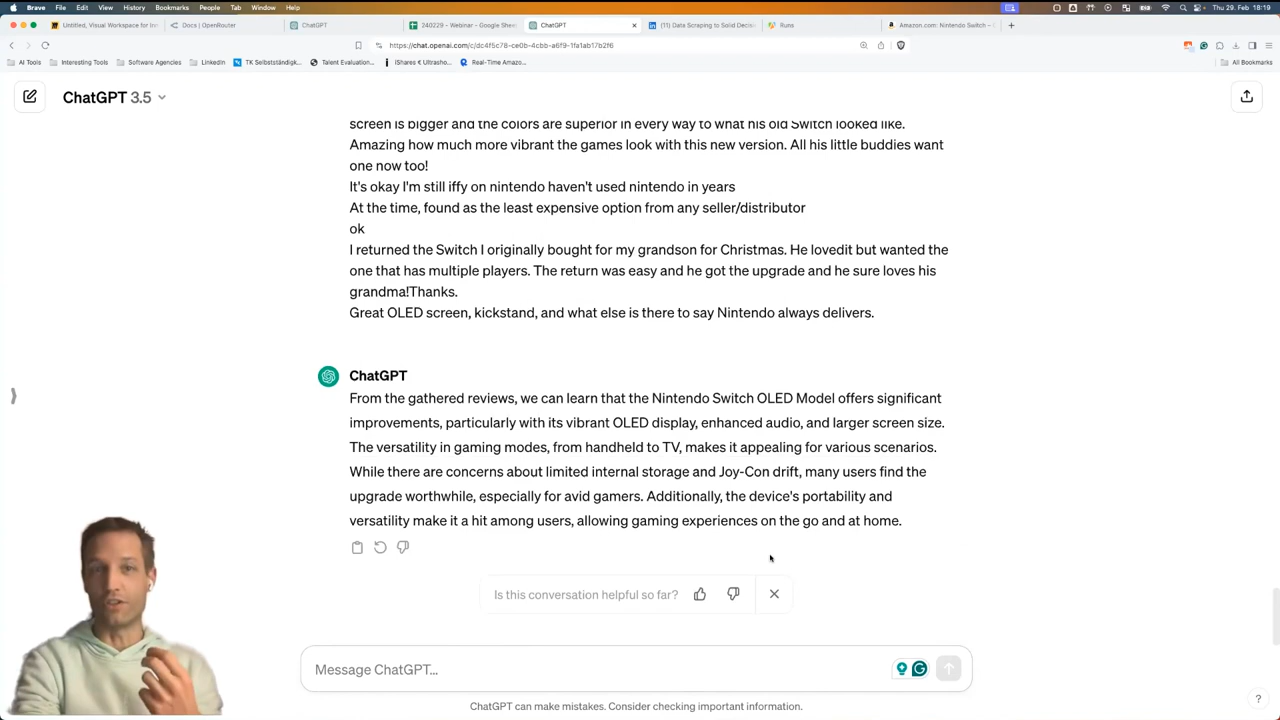 Brave File Edit View History Bookmarks People Tab Window Help Thu 29. Feb 18:19
Untitled, Visual Workspace for Inn Docs | OpenRouter ChatGPT 240229 - Webinar - Google Shee ChatGPT (11) Data Scraping to Solid Decis Runs Amazon.com: Nintendo Switch –
https://chat.openai.com/c/dc4f5c78-ce0b-4cbb-a6f9-1fa1ab17b2f6
AI Tools Interesting Tools Software Agencies LinkedIn TK Selbstständigk... Talent Evaluation... iShares € Ultrasho... Real-Time Amazo... All Bookmarks
ChatGPT 3.5
screen is bigger and the colors are superior in every way to what his old Switch looked like.
Amazing how much more vibrant the games look with this new version. All his little buddies want
one now too!
It's okay I'm still iffy on nintendo haven't used nintendo in years
At the time, found as the least expensive option from any seller/distributor
ok
I returned the Switch I originally bought for my grandson for Christmas. He lovedit but wanted the
one that has multiple players. The return was easy and he got the upgrade and he sure loves his
grandma!Thanks.
Great OLED screen, kickstand, and what else is there to say Nintendo always delivers.
ChatGPT
From the gathered reviews, we can learn that the Nintendo Switch OLED Model offers significant
improvements, particularly with its vibrant OLED display, enhanced audio, and larger screen size.
The versatility in gaming modes, from handheld to TV, makes it appealing for various scenarios.
While there are concerns about limited internal storage and Joy-Con drift, many users find the
upgrade worthwhile, especially for avid gamers. Additionally, the device's portability and
versatility make it a hit among users, allowing gaming experiences on the go and at home.
Is this conversation helpful so far?
Message ChatGPT...
ChatGPT can make mistakes. Consider checking important information.
?